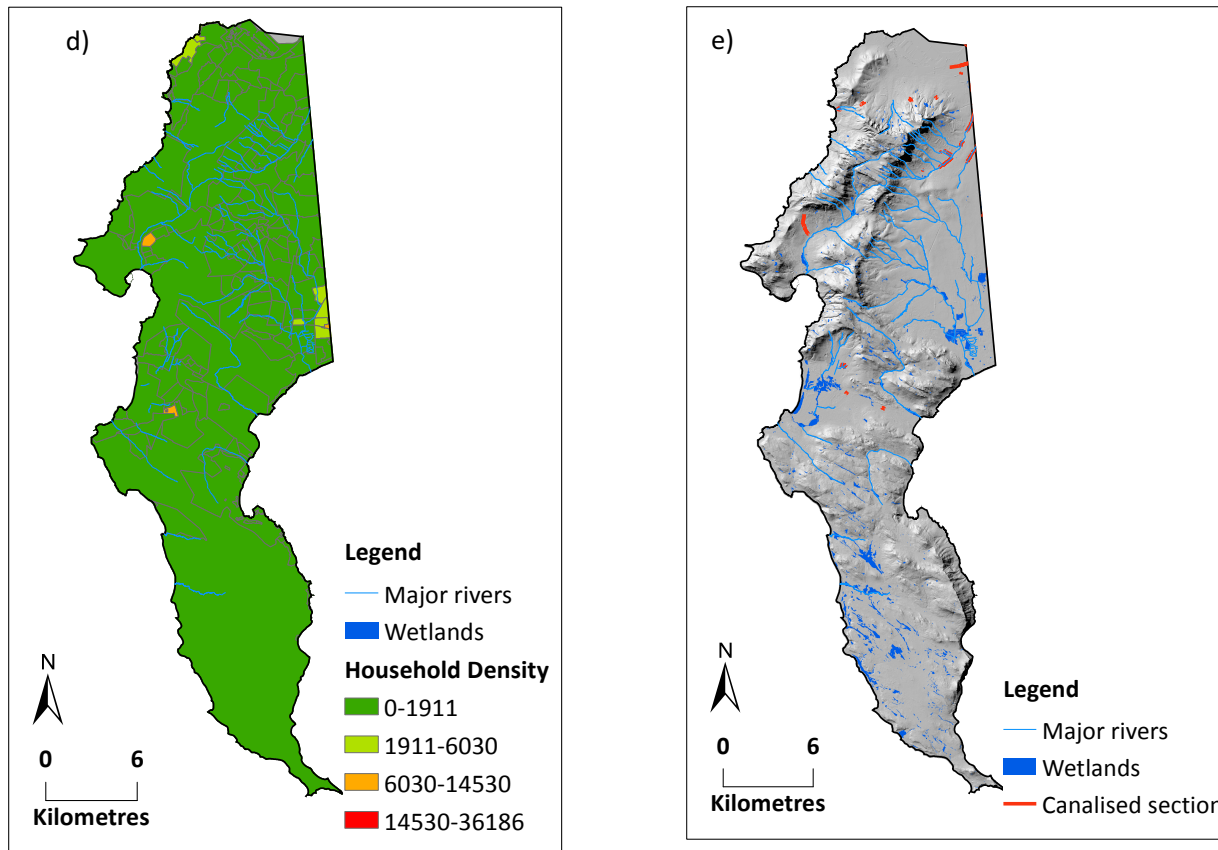 d)
Legend
Major rivers
Wetlands
Household Density
0-1911
1911-6030
6030-14530
14530-36186
N
0 6
Kilometres
e)
Legend
Major rivers
Wetlands
Canalised section
N
0 6
Kilometres